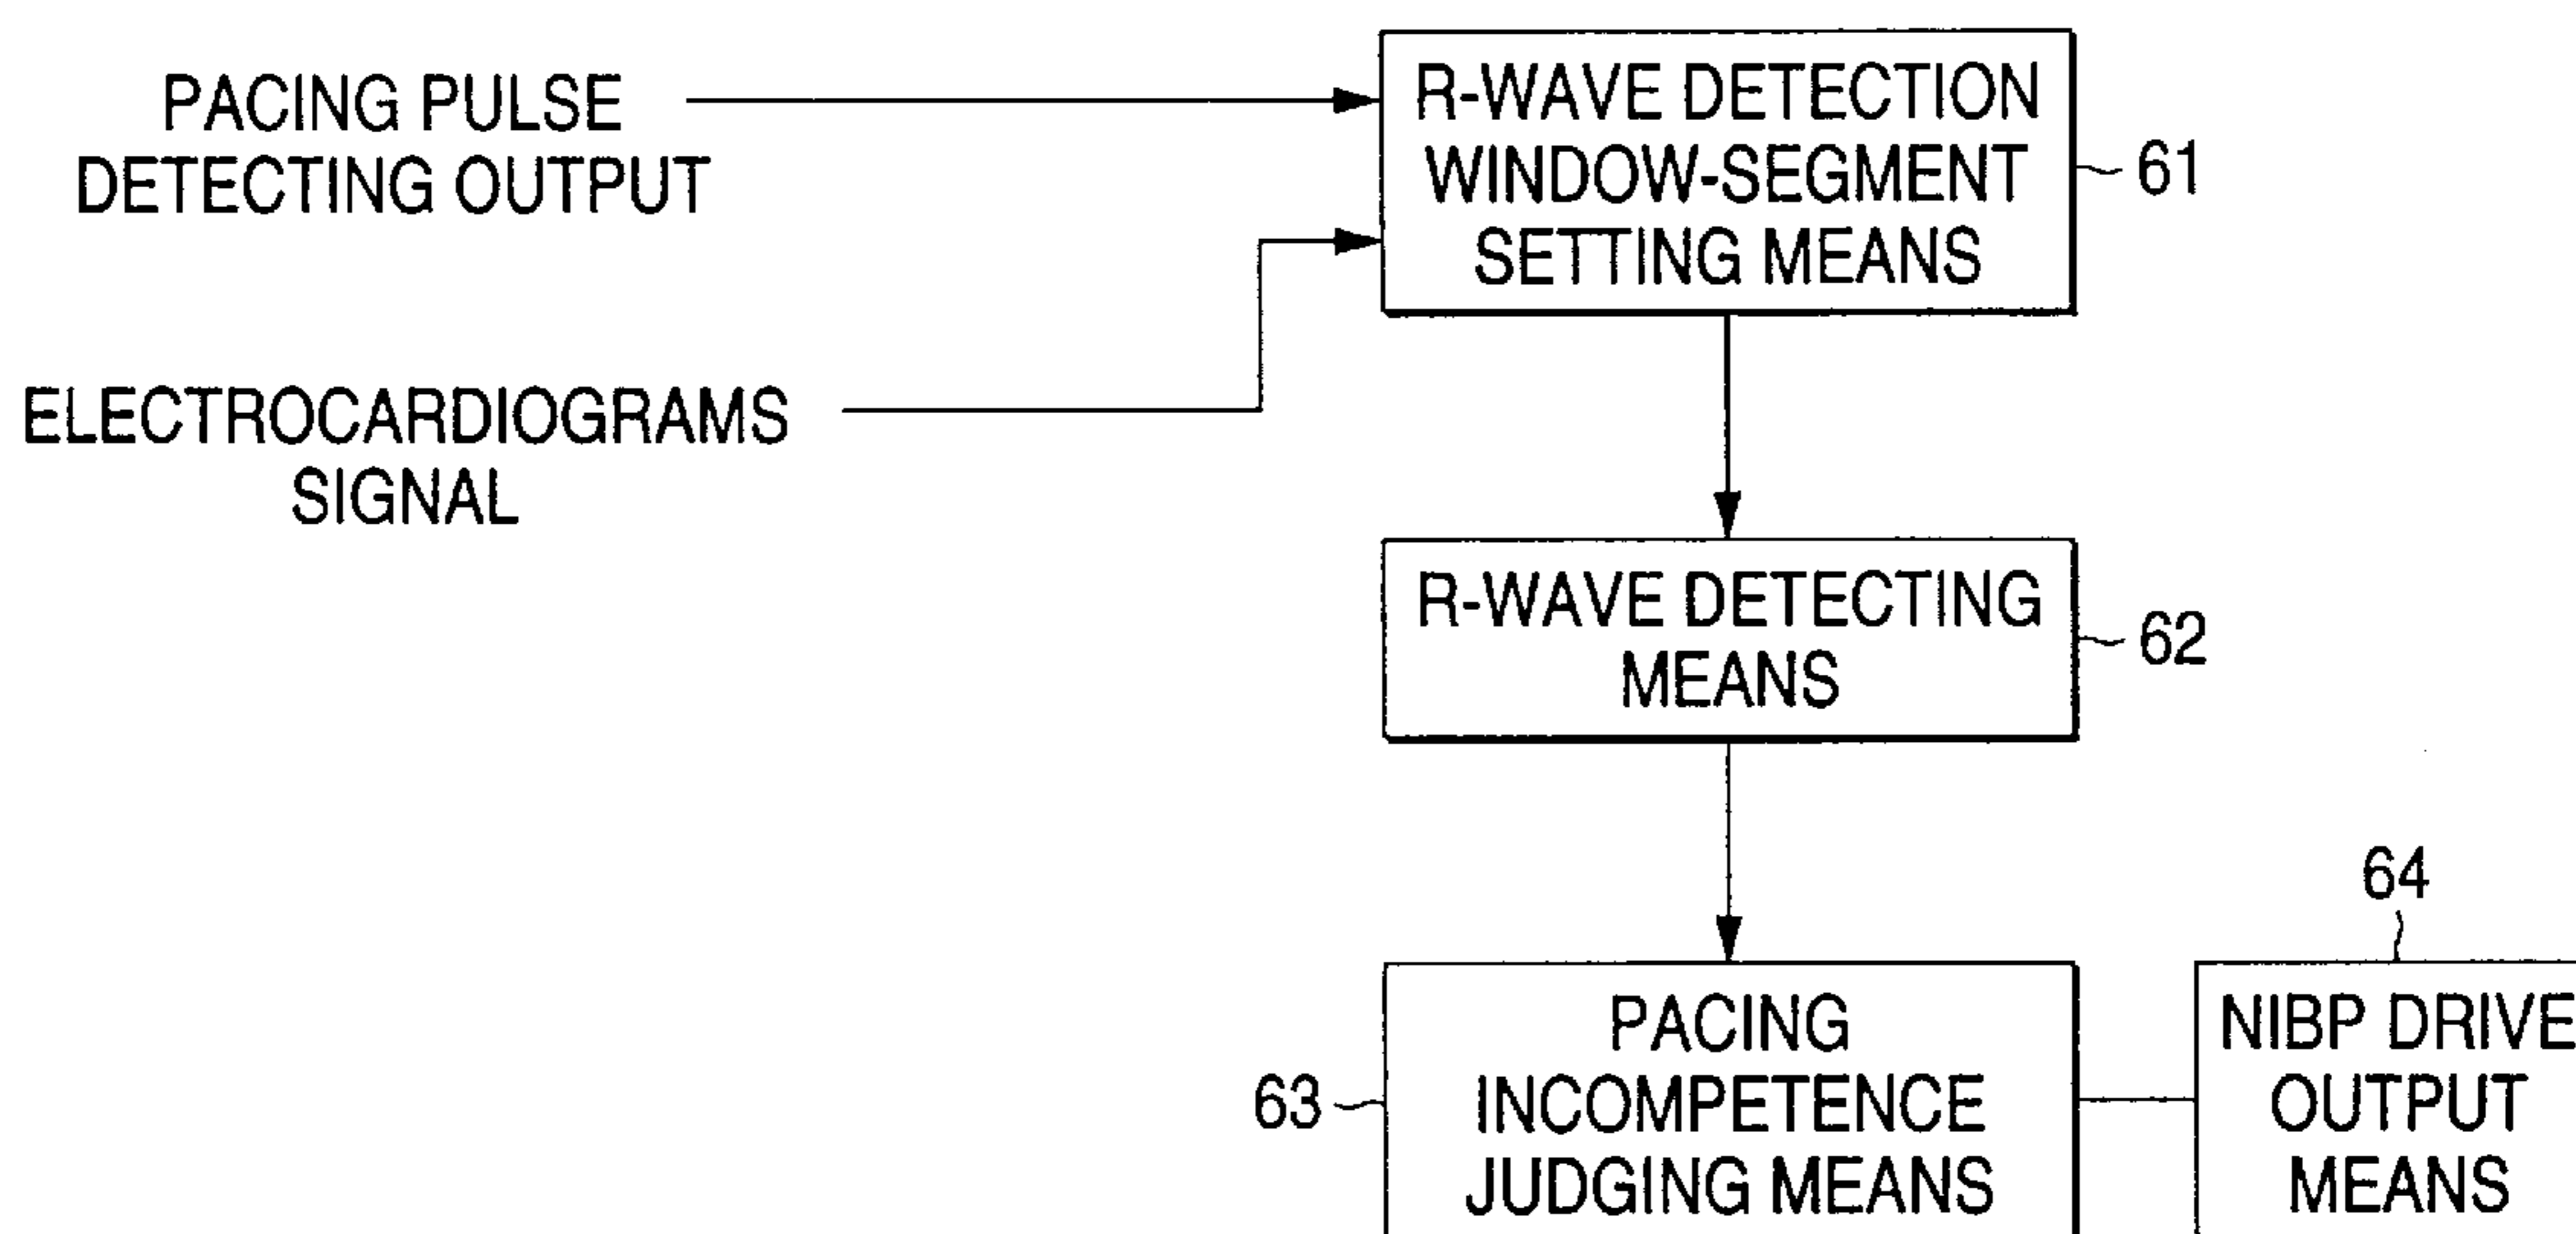 PACING PULSE
DETECTING OUTPUT
R-WAVE DETECTION
WINDOW-SEGMENT
SETTING MEANS
61
ELECTROCARDIOGRAMS
SIGNAL
R-WAVE DETECTING
MEANS
62
PACING
INCOMPETENCE
JUDGING MEANS
63
64
NIBP DRIVE
OUTPUT
MEANS